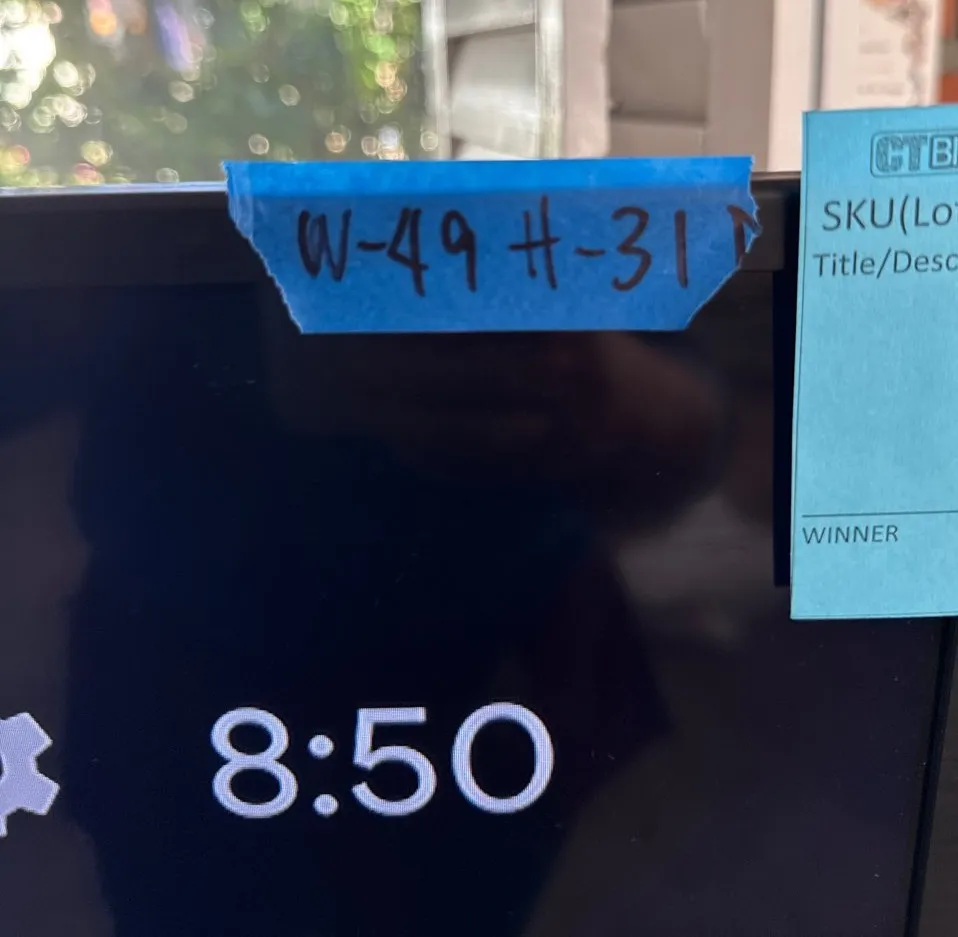 W-49 H-31
CTB
SKU(Lo
Title/Desc
WINNER
8:50